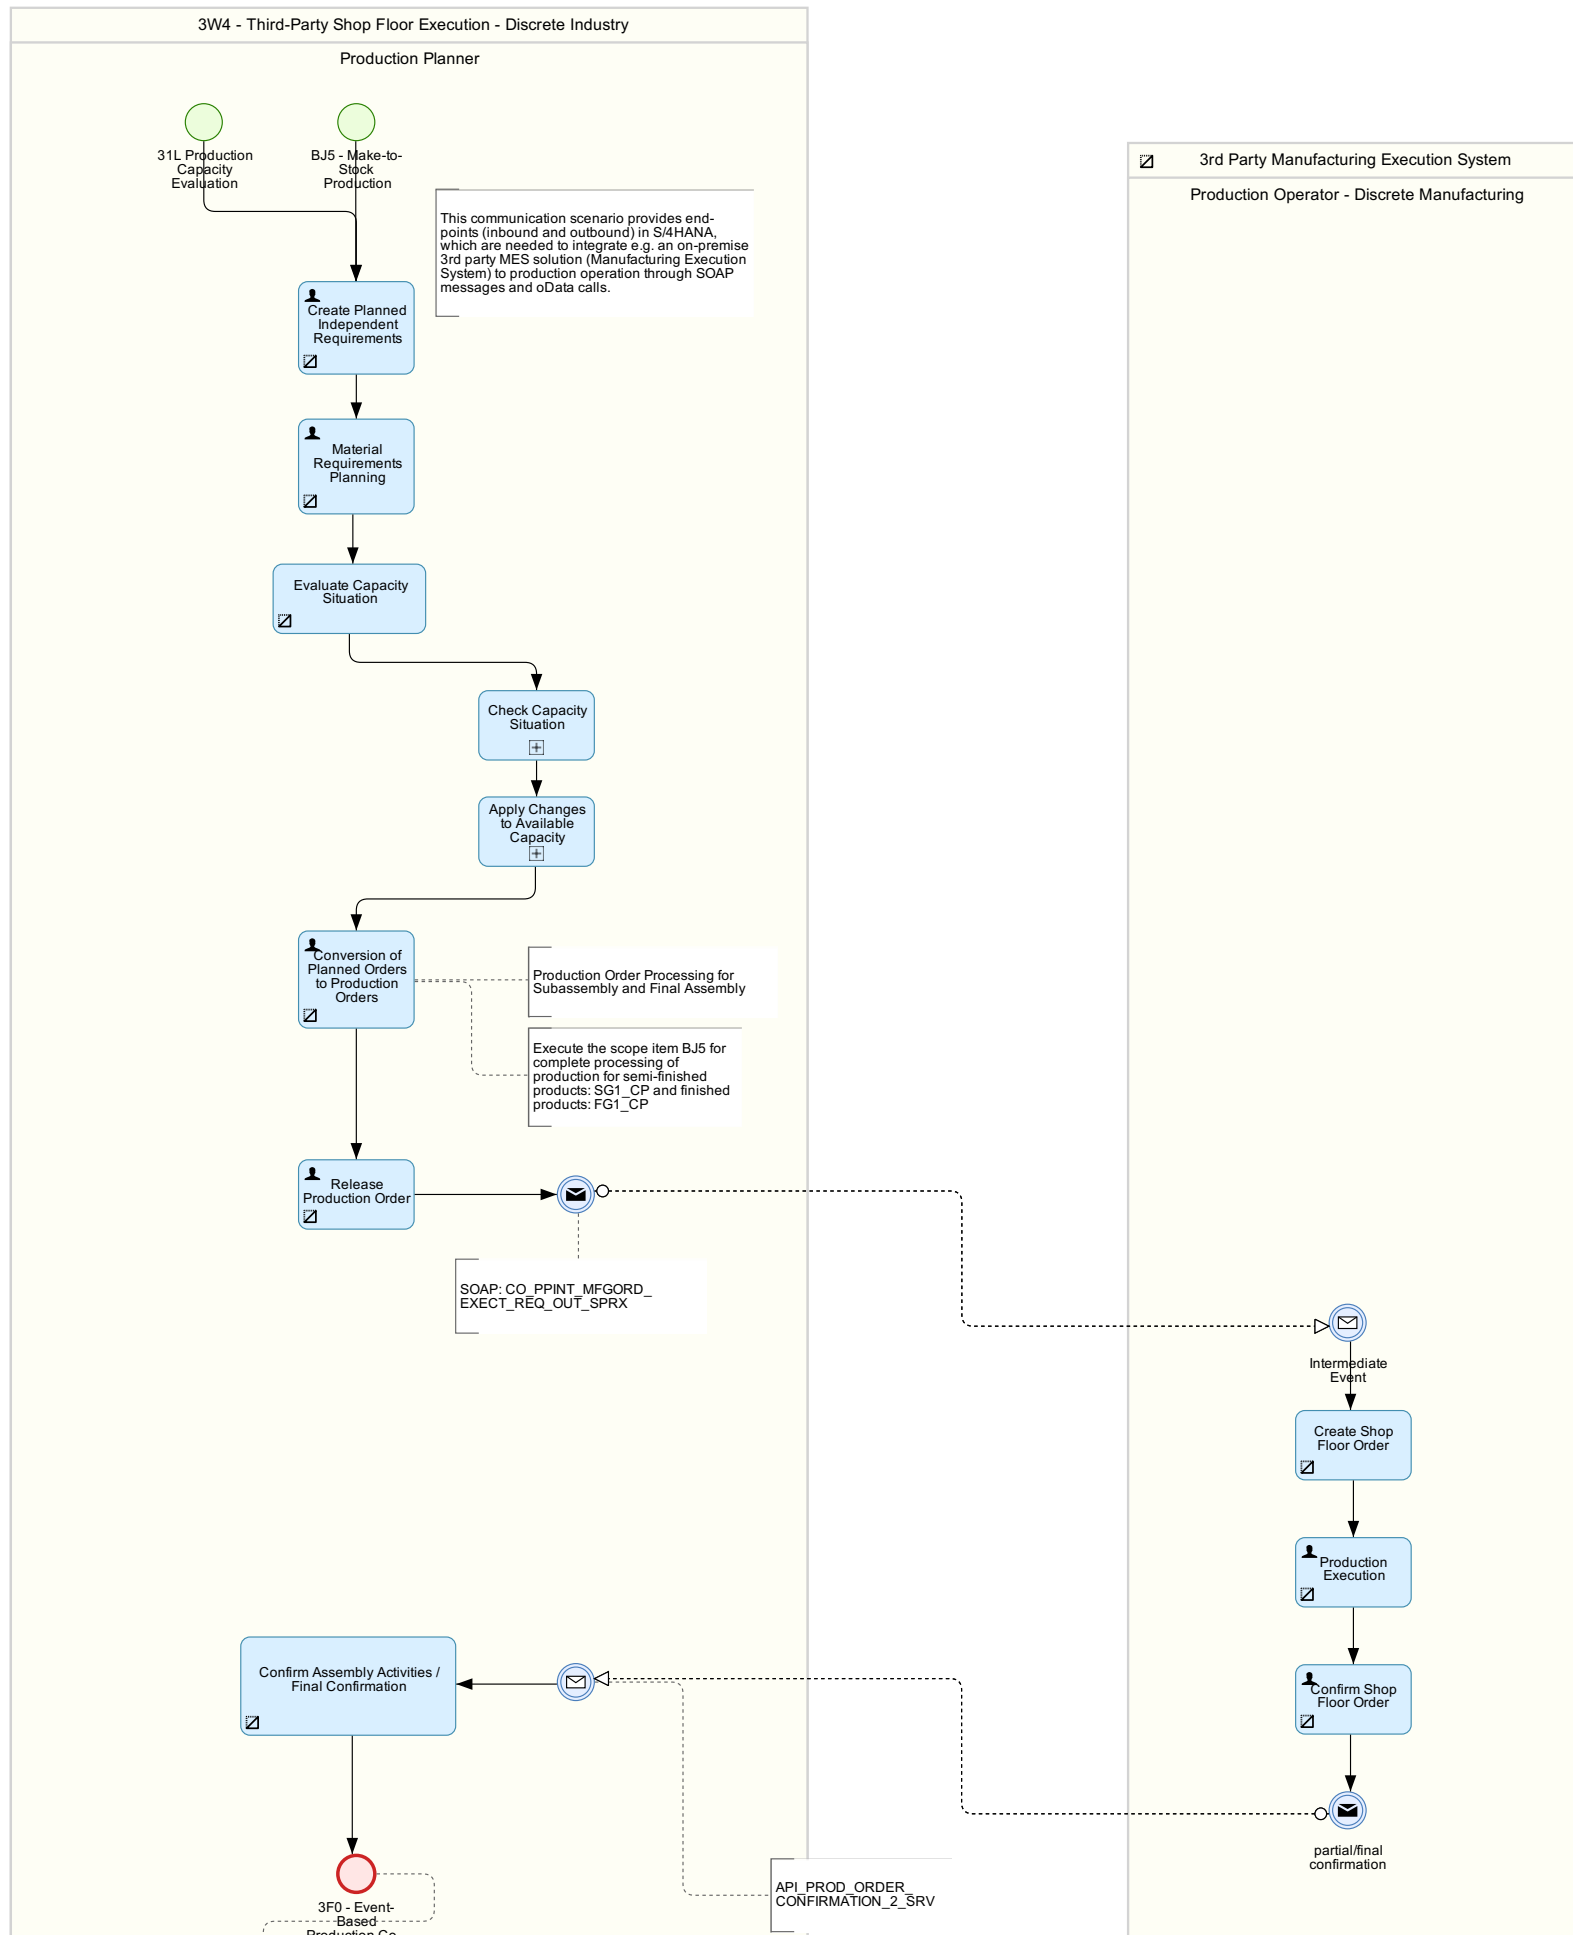 3W4 - Third-Party Shop Floor Execution - Discrete Industry
Production Planner
31L Production
Capacity
Evaluation
BJ5 - Make-to-
Stock
Production
This communication scenario provides end-
points (inbound and outbound) in S/4HANA,
which are needed to integrate e.g. an on-premise
3rd party MES solution (Manufacturing Execution
System) to production operation through SOAP
messages and oData calls.
3rd Party Manufacturing Execution System
Production Operator - Discrete Manufacturing
Create Planned
Independent
Requirements
Material
Requirements
Planning
Evaluate Capacity
Situation
Check Capacity
Situation
Apply Changes
to Available
Capacity
Conversion of
Planned Orders
to Production
Orders
Production Order Processing for
Subassembly and Final Assembly
Execute the scope item BJ5 for
complete processing of
production for semi-finished
products: SG1_CP and finished
products: FG1_CP
Release
Production Order
SOAP: CO_PPINT_MFGORD_
EXECT_REQ_OUT_SPRX
Intermediate
Event
Create Shop
Floor Order
Production
Execution
Confirm Shop
Floor Order
partial/final
confirmation
Confirm Assembly Activities /
Final Confirmation
API_PROD_ORDER_
CONFIRMATION_2_SRV
3F0 - Event-
Based
Production Co